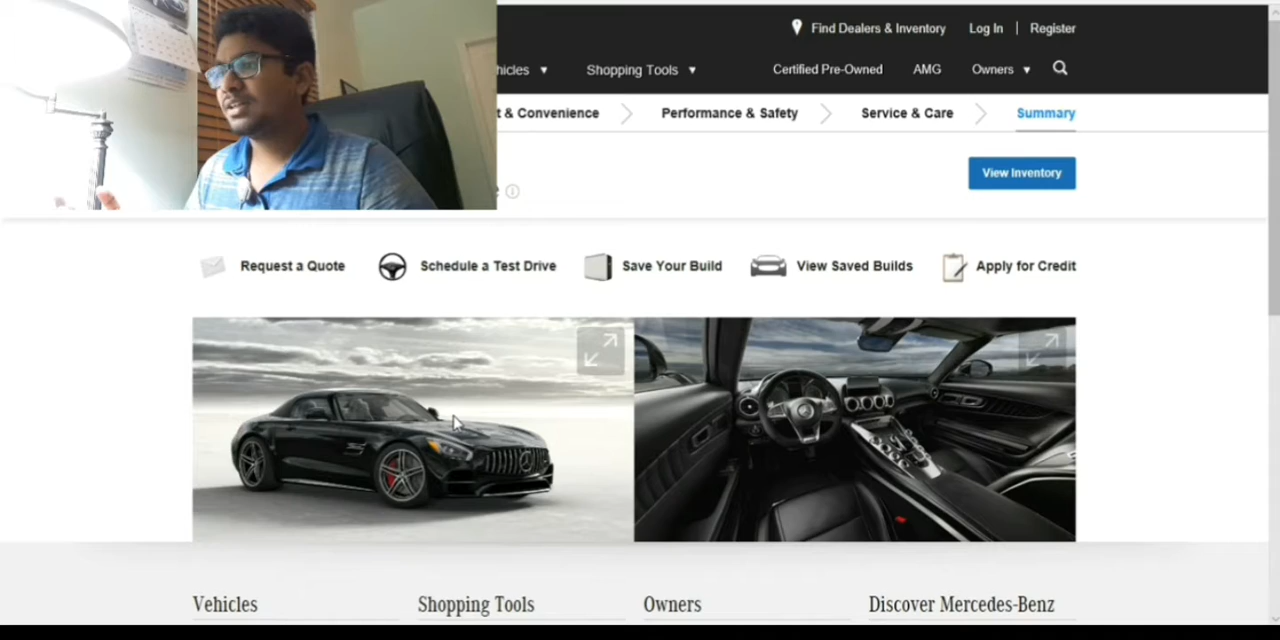 Find Dealers & Inventory Log In | Register
hicles ▼ Shopping Tools ▼ Certified Pre-Owned AMG Owners ▼
t & Convenience Performance & Safety Service & Care Summary
View Inventory
Request a Quote Schedule a Test Drive Save Your Build View Saved Builds Apply for Credit
Vehicles Shopping Tools Owners Discover Mercedes-Benz